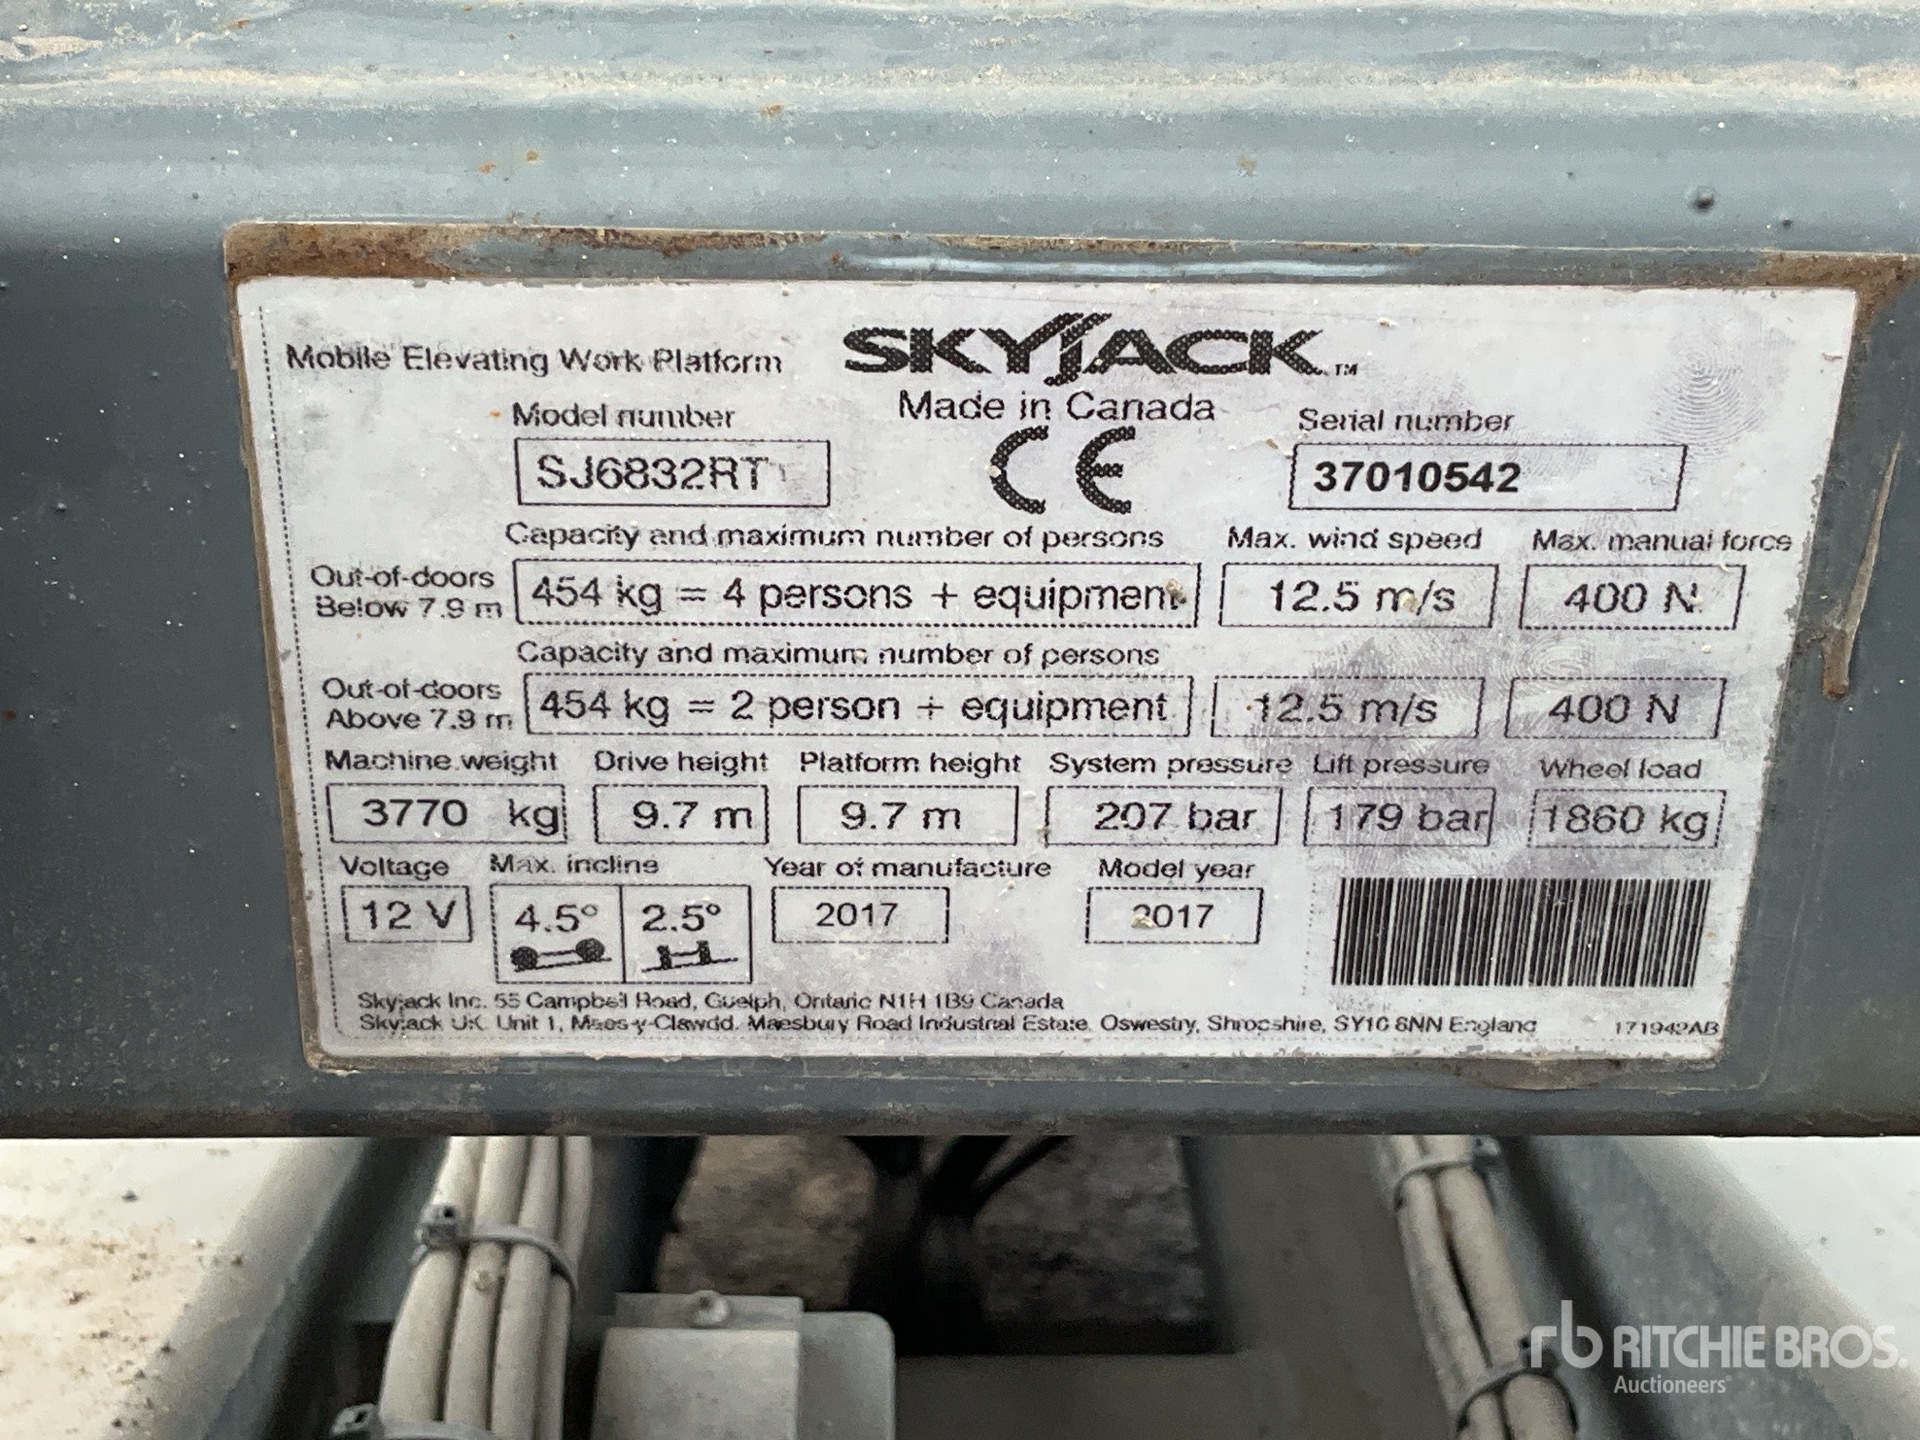 Mobile Elevating Work Platform SKYJACK TM
Made in Canada
Model number Serial number
SJ6832RT CE 37010542
Capacity and maximum number of persons Max. wind speed Max. manual force
Out-of-doors
Below 7.9 m 454 kg = 4 persons + equipment 12.5 m/s 400 N
Capacity and maximum number of persons
Out-of-doors
Above 7.9 m 454 kg = 2 person + equipment 12.5 m/s 400 N
Machine weight Drive height Platform height System pressure Lift pressure Wheel load
3770 kg 9.7 m 9.7 m 207 bar 179 bar 1860 kg
Voltage Max. incline Year of manufacture Model year
12 V 4.5° 2.5° 2017 2017
Skyjack Inc. 55 Campbell Road, Guelph, Ontario N1H 1B9 Canada
Skyjack UK Unit 1, Maes-y-Clawdd, Maesbury Road Industrial Estate, Oswestry, Shropshire, SY10 8NN England 171942AB
rb RITCHIE BROS.
Auctioneers